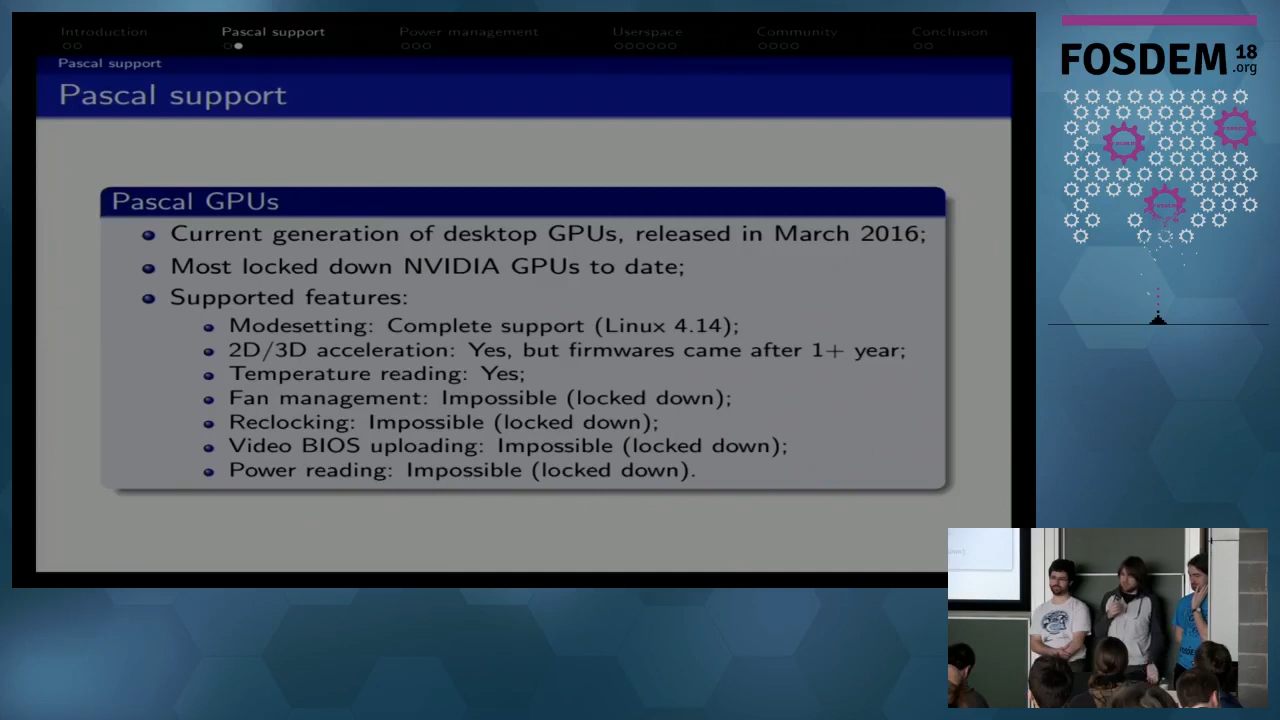 Introduction
Pascal support
Power management
Userspace
Community
Conclusion
Pascal support
Pascal support
Pascal GPUs
Current generation of desktop GPUs, released in March 2016;
Most locked down NVIDIA GPUs to date;
Supported features:
Modesetting: Complete support (Linux 4.14);
2D/3D acceleration: Yes, but firmwares came after 1+ year;
Temperature reading: Yes;
Fan management: Impossible (locked down);
Reclocking: Impossible (locked down);
Video BIOS uploading: Impossible (locked down);
Power reading: Impossible (locked down).
FOSDEM 18
.org